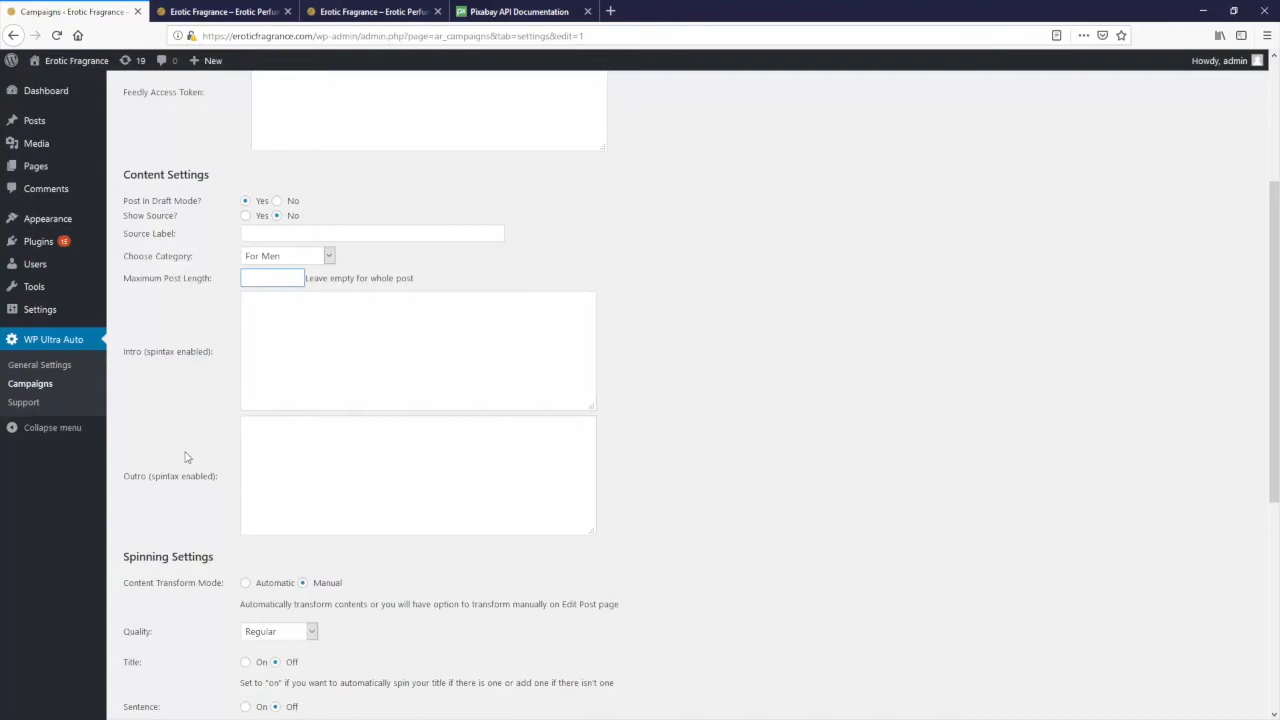 Campaigns ‹ Erotic Fragrance —
Erotic Fragrance – Erotic Perfu
Erotic Fragrance – Erotic Perfu
Pixabay API Documentation
https://eroticfragrance.com/wp-admin/admin.php?page=ar_campaigns&tab=settings&edit=1
Erotic Fragrance 19 0 New Howdy, admin
Dashboard
Posts
Media
Pages
Comments
Appearance
Plugins 15
Users
Tools
Settings
WP Ultra Auto
General Settings
Campaigns
Support
Collapse menu
Feedly Access Token:
Content Settings
Post In Draft Mode? Yes No
Show Source? Yes No
Source Label:
Choose Category: For Men
Maximum Post Length: Leave empty for whole post
Intro (spintax enabled):
Outro (spintax enabled):
Spinning Settings
Content Transform Mode: Automatic Manual
Automatically transform contents or you will have option to transform manually on Edit Post page
Quality: Regular
Title: On Off
Set to "on" if you want to automatically spin your title if there is one or add one if there isn't one
Sentence: On Off